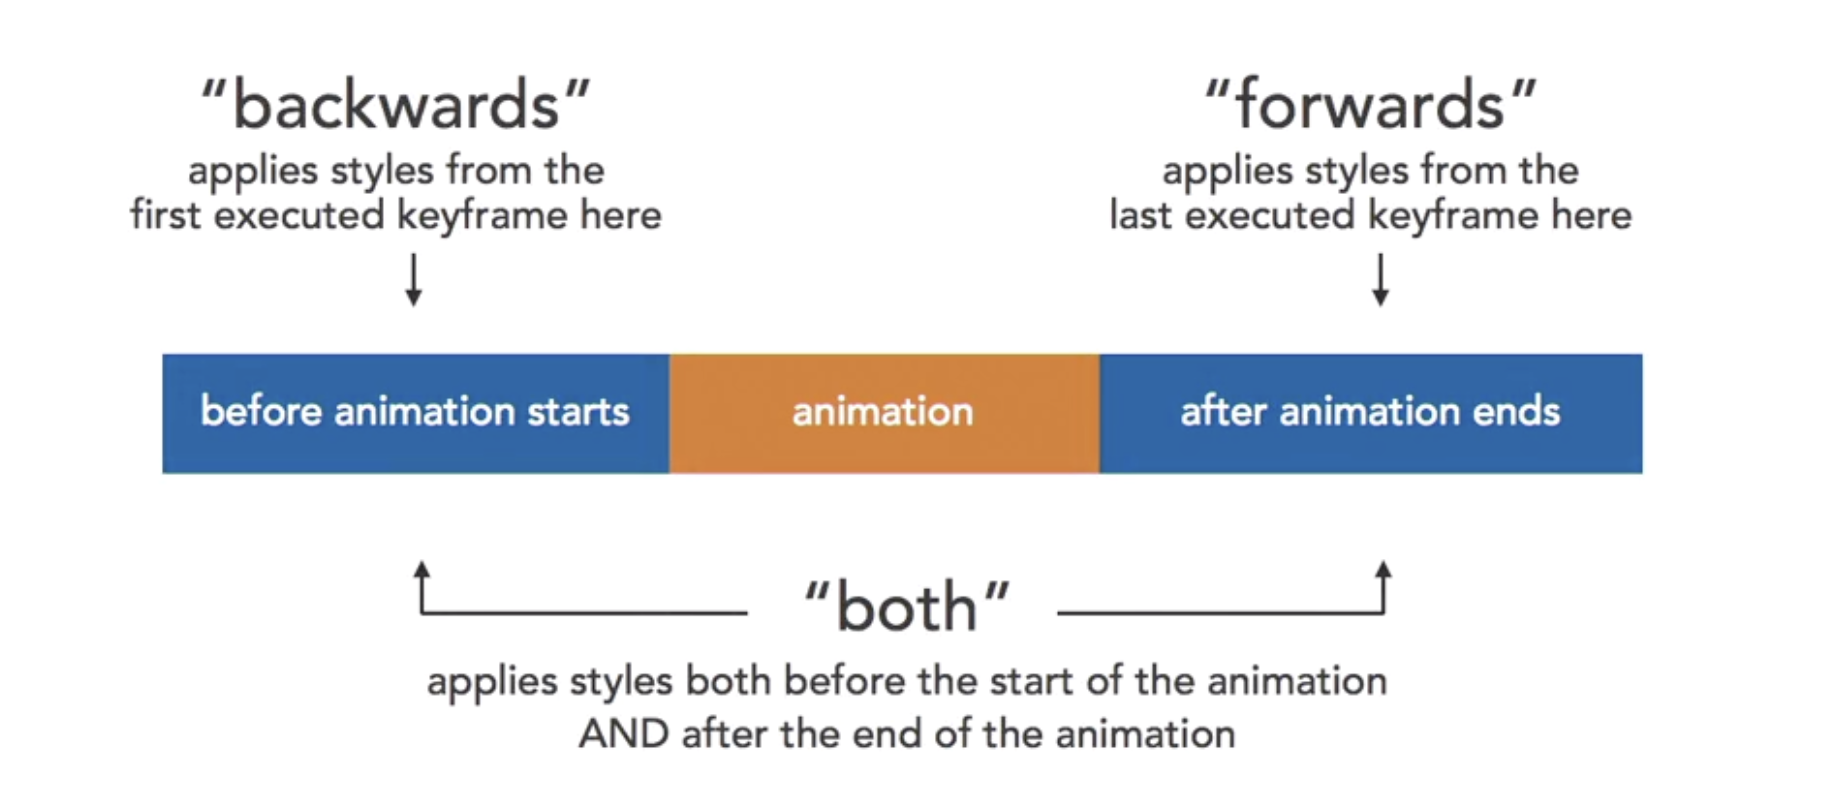 “backwards”
applies styles from the
first executed keyframe here
“forwards”
applies styles from the
last executed keyframe here
before animation starts
animation
after animation ends
“both”
applies styles both before the start of the animation
AND after the end of the animation